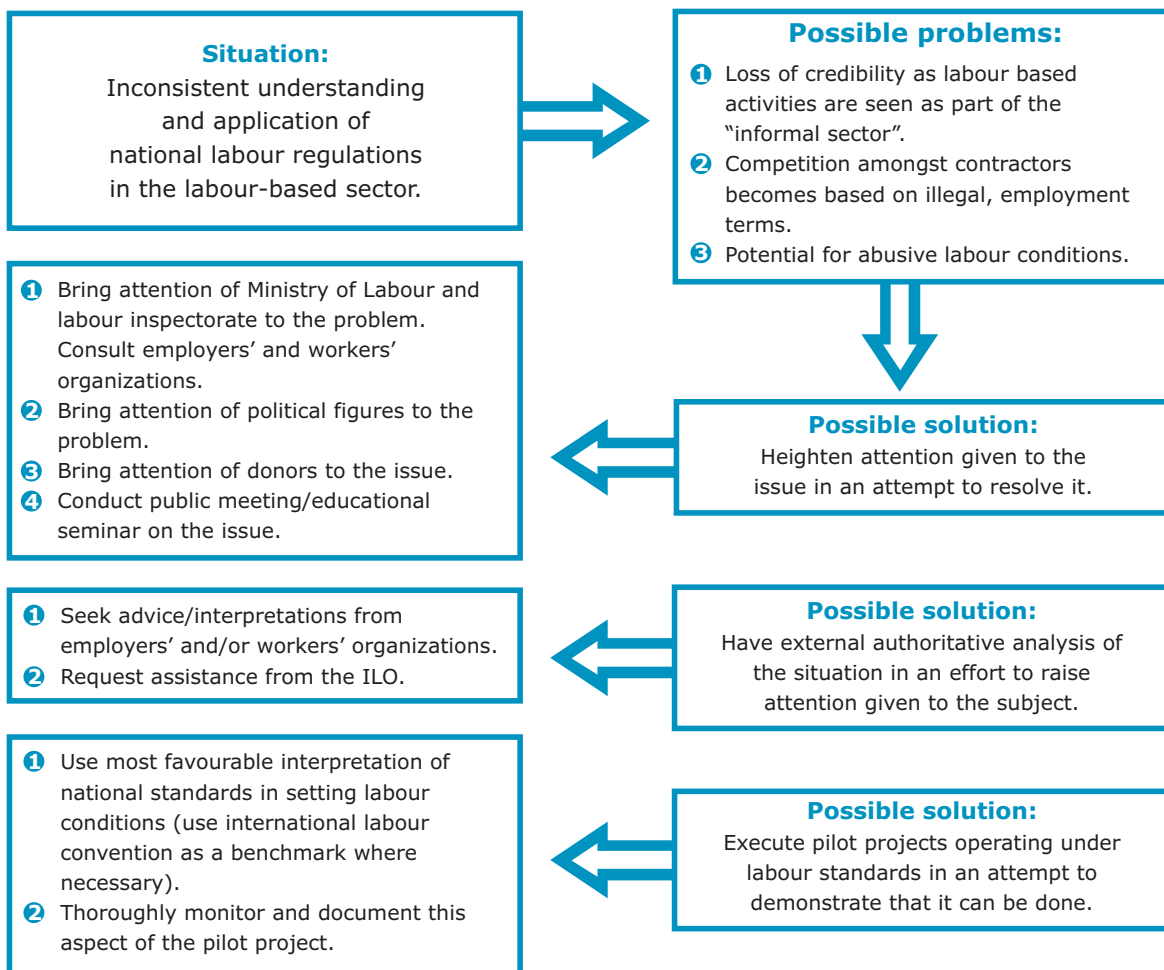 Situation:
Inconsistent understanding
and application of
national labour regulations
in the labour-based sector.
Possible problems:
1 Loss of credibility as labour based
activities are seen as part of the
“informal sector”.
2 Competition amongst contractors
becomes based on illegal, employment
terms.
3 Potential for abusive labour conditions.
Possible solution:
Heighten attention given to the
issue in an attempt to resolve it.
1 Bring attention of Ministry of Labour and
labour inspectorate to the problem.
Consult employers’ and workers’
organizations.
2 Bring attention of political figures to the
problem.
3 Bring attention of donors to the issue.
4 Conduct public meeting/educational
seminar on the issue.
Possible solution:
Have external authoritative analysis of
the situation in an effort to raise
attention given to the subject.
1 Seek advice/interpretations from
employers’ and/or workers’ organizations.
2 Request assistance from the ILO.
Possible solution:
Execute pilot projects operating under
labour standards in an attempt to
demonstrate that it can be done.
1 Use most favourable interpretation of
national standards in setting labour
conditions (use international labour
convention as a benchmark where
necessary).
2 Thoroughly monitor and document this
aspect of the pilot project.